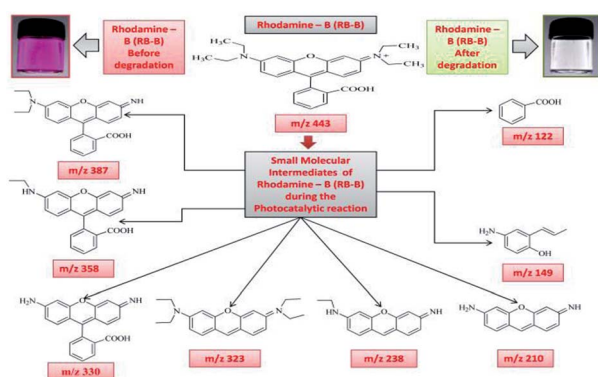 Rhodamine –
B (RB-B)
Before
degradation
Rhodamine – B (RB-B)
Rhodamine –
B (RB-B)
After
degradation
H₃C
N
O
N⁺
CH₃
H₃C
CH₃
COOH
m/z 443
N
O
NH
COOH
m/z 387
COOH
m/z 122
Small Molecular
Intermediates of
Rhodamine – B (RB-B)
during the
Photocatalytic reaction
HN
O
NH
COOH
m/z 358
H₂N
OH
m/z 149
H₂N
O
NH
COOH
m/z 330
N
O
N
m/z 323
HN
O
NH
m/z 238
H₂N
O
NH
m/z 210